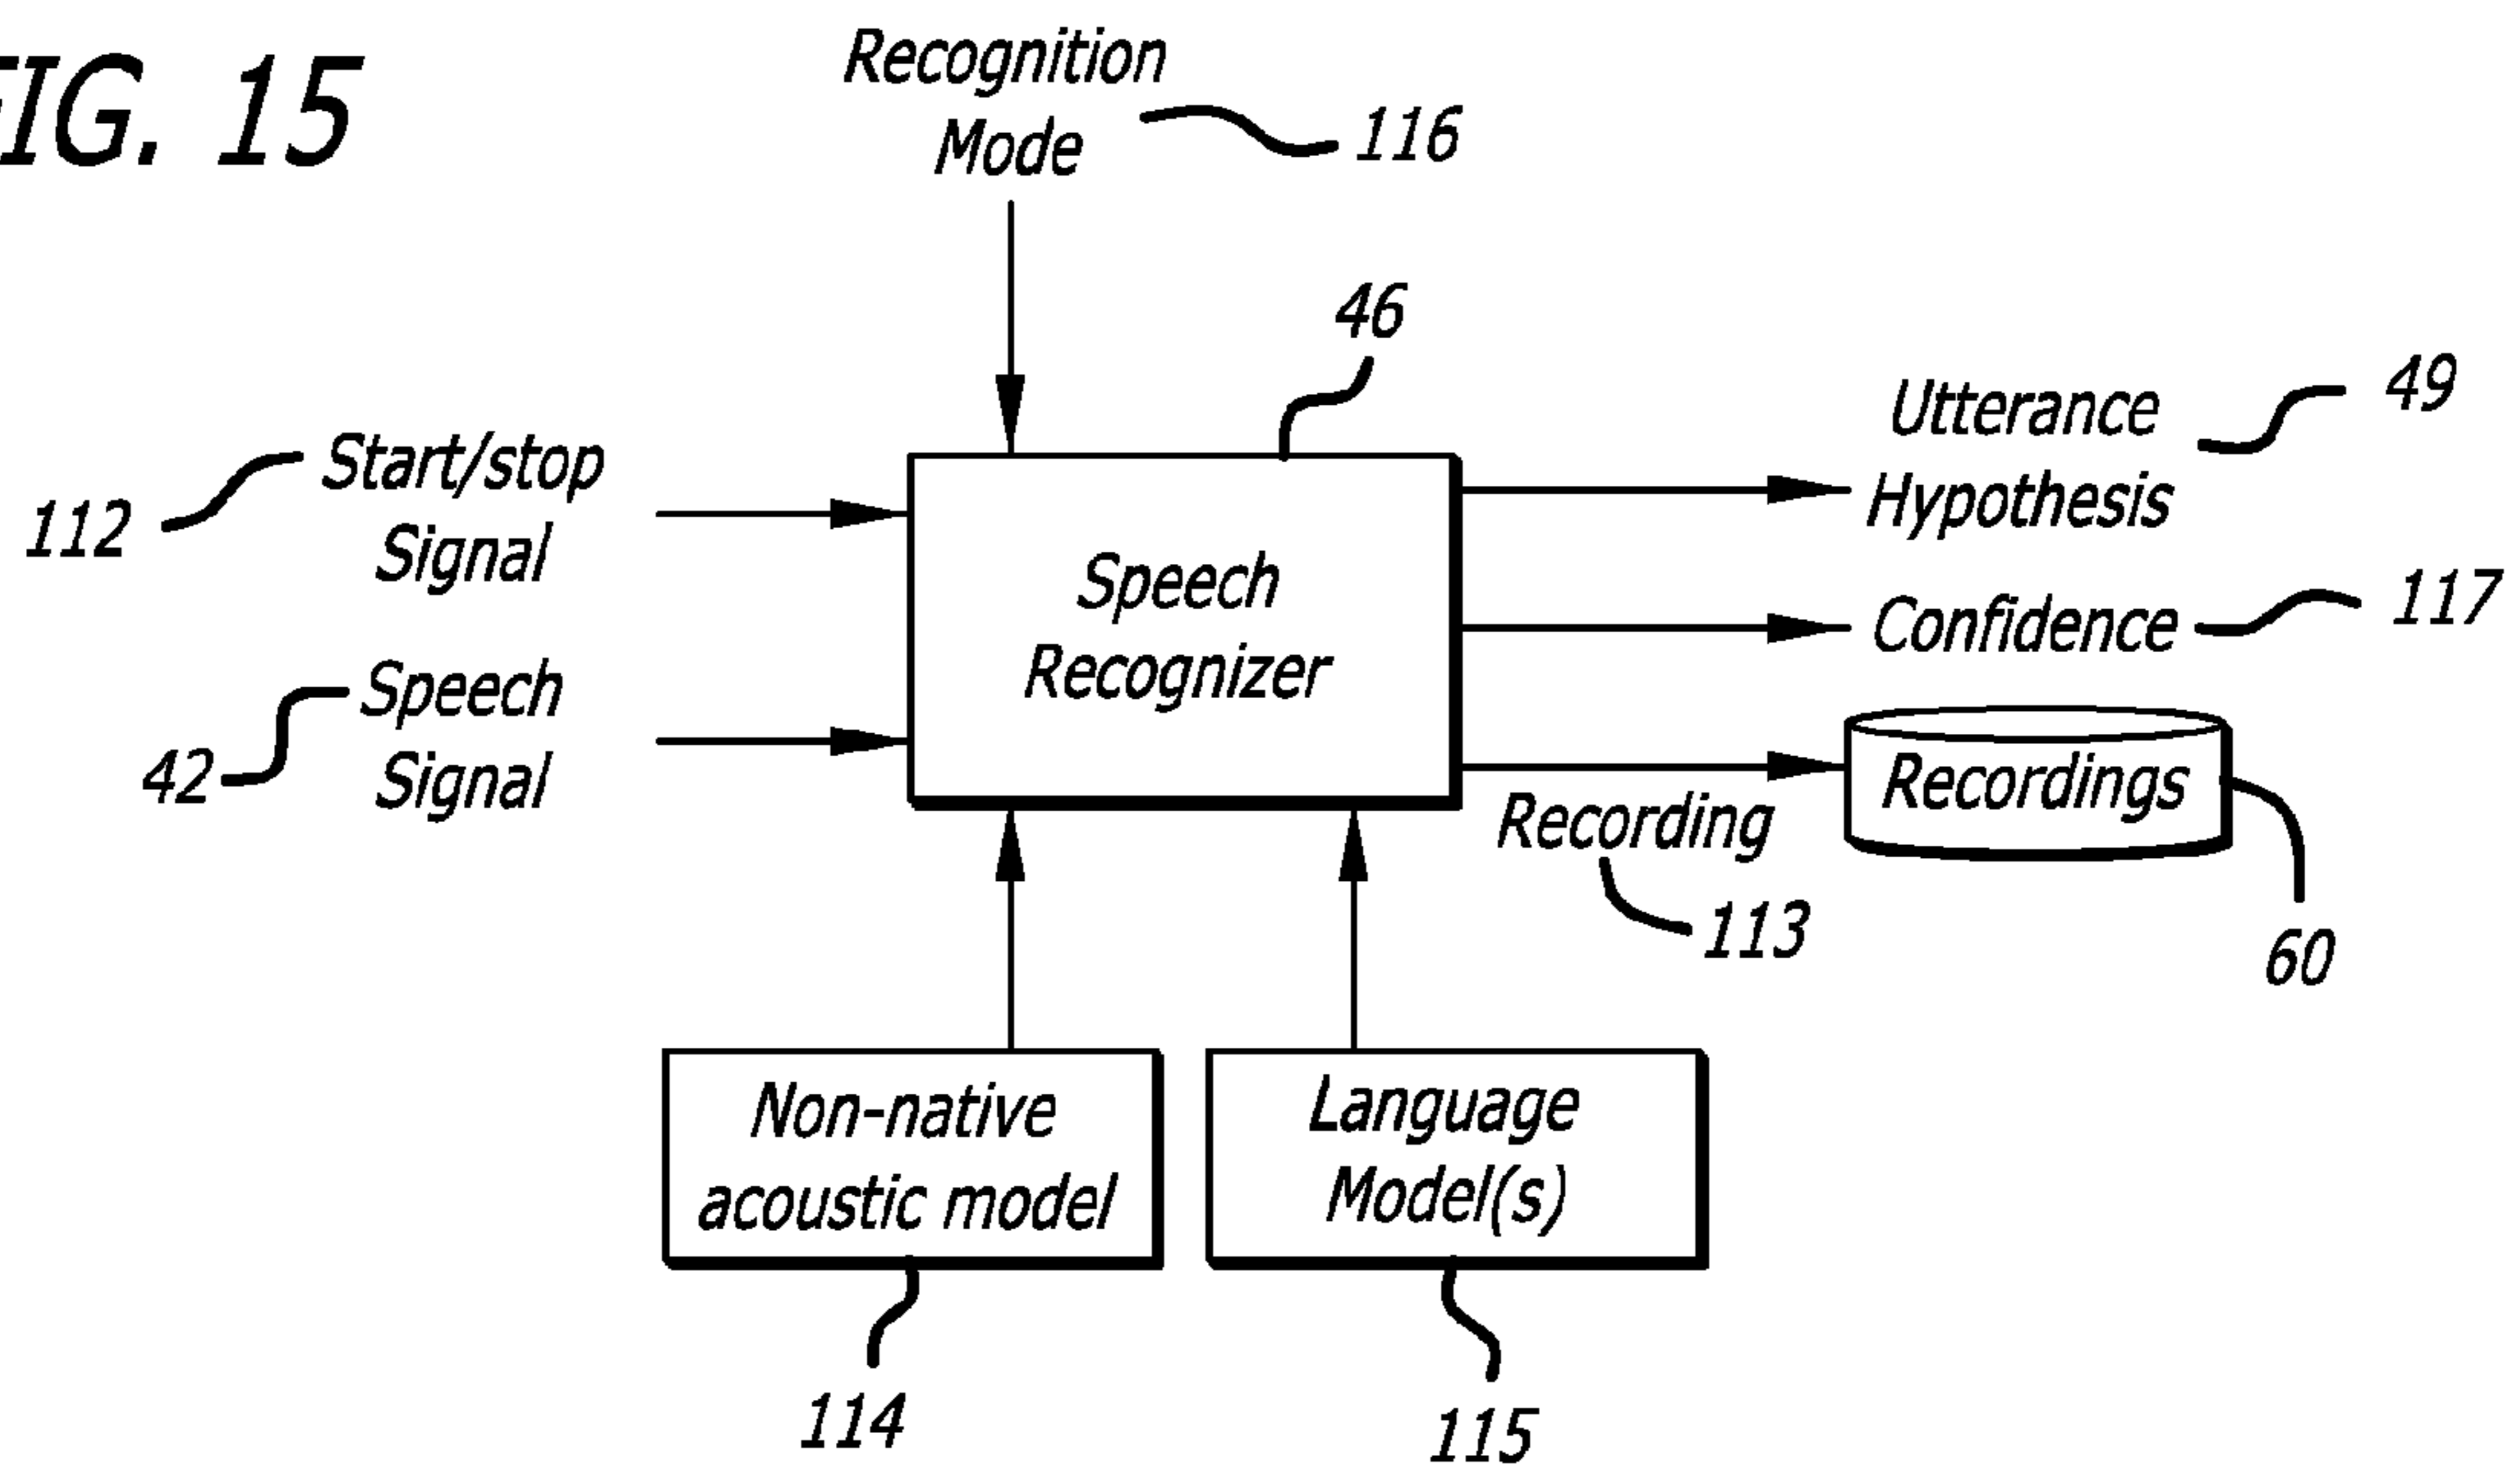 FIG. 15
Recognition
Mode
116
46
Start/stop
Signal
112
Speech
Signal
42
Speech
Recognizer
Utterance
Hypothesis
49
Confidence
117
Recordings
60
Recording
113
Non-native
acoustic model
114
Language
Model(s)
115